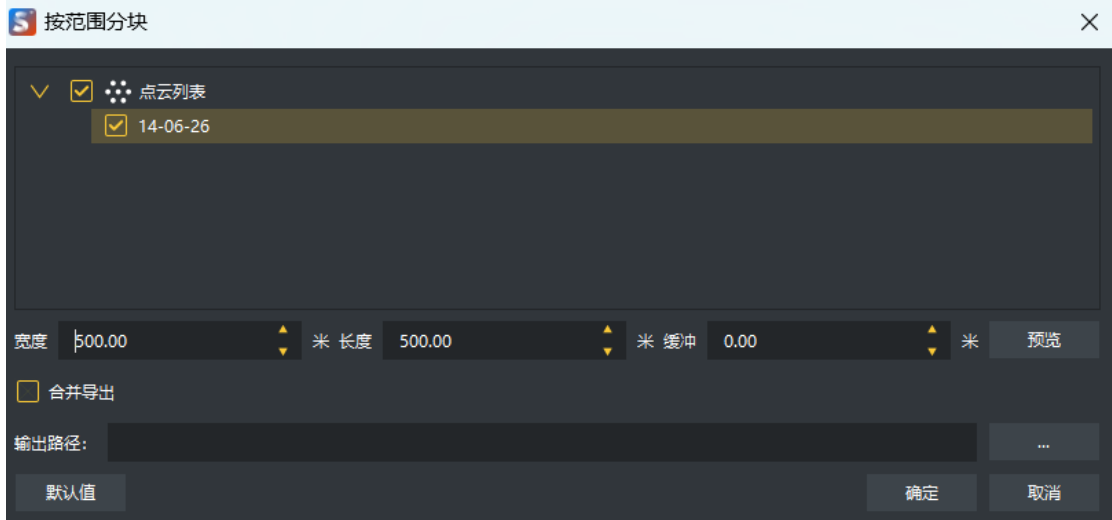 按范围分块
点云列表
14-06-26
宽度 500.00 米 长度 500.00 米 缓冲 0.00 米 预览
合并导出
输出路径: ...
默认值 确定 取消